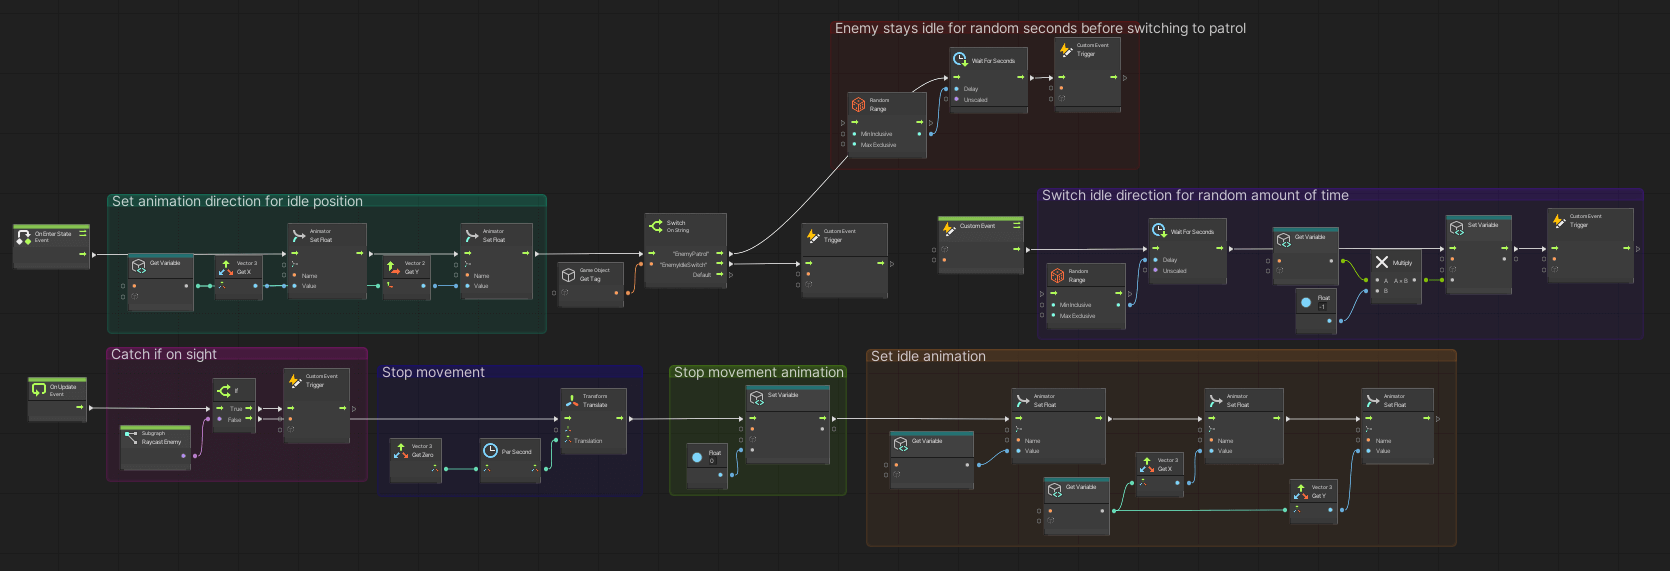 Enemy stays idle for random seconds before switching to patrol
Custom Event
Trigger
Wait For Seconds
Delay
Unscaled
Random
Range
Min Inclusive
Max Exclusive
Set animation direction for idle position
On Enter State
Event
Get Variable
Vector 3
Get X
Animator
Set Float
Name
Value
Vector 3
Get Y
Animator
Set Float
Name
Value
Game Object
Get Tag
Switch
On String
"EnemyPatrol"
"EnemyIdleSwitch"
Default
Custom Event
Trigger
Custom Event
Switch idle direction for random amount of time
Random
Range
Min Inclusive
Max Exclusive
Wait For Seconds
Delay
Unscaled
Get Variable
Float
-1
Multiply
A
A × B
B
Set Variable
Custom Event
Trigger
On Update
Event
Catch if on sight
Subgraph
Raycast Enemy
If
True
False
Custom Event
Trigger
Stop movement
Vector 3
Get Zero
Per Second
Transform
Translate
Translation
Stop movement animation
Float
0
Set Variable
Set idle animation
Get Variable
Animator
Set Float
Name
Value
Get Variable
Vector 3
Get X
Animator
Set Float
Name
Value
Vector 3
Get Y
Animator
Set Float
Name
Value